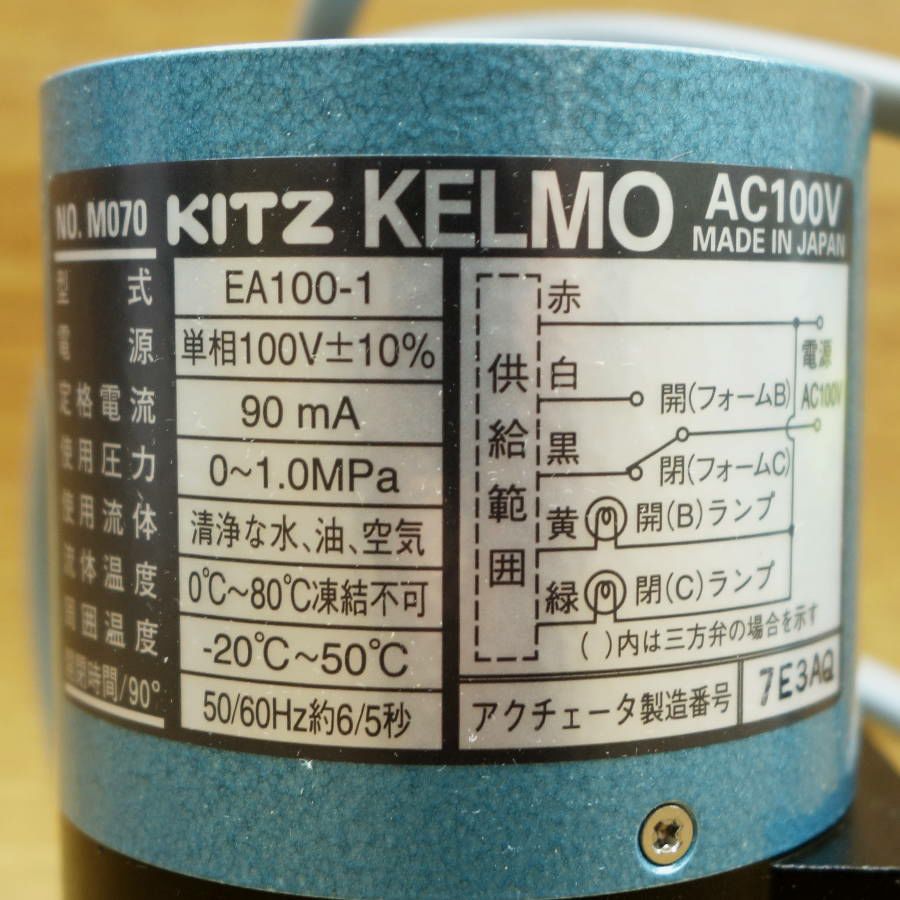 NO. M070 KITZ KELMO AC100V
MADE IN JAPAN
型式 EA100-1
電源 単相100V±10%
定格電流 90 mA
使用圧力 0~1.0MPa
使用流体 清浄な水、油、空気
流体温度 0℃~80℃凍結不可
周囲温度 -20℃~50℃
開閉時間/90° 50/60Hz約6/5秒
供給範囲
赤
電源
AC100V
白 開(フォームB)
黒 閉(フォームC)
黄 開(B)ランプ
緑 閉(C)ランプ
( )内は三方弁の場合を示す
アクチェータ製造番号 7E3AQ